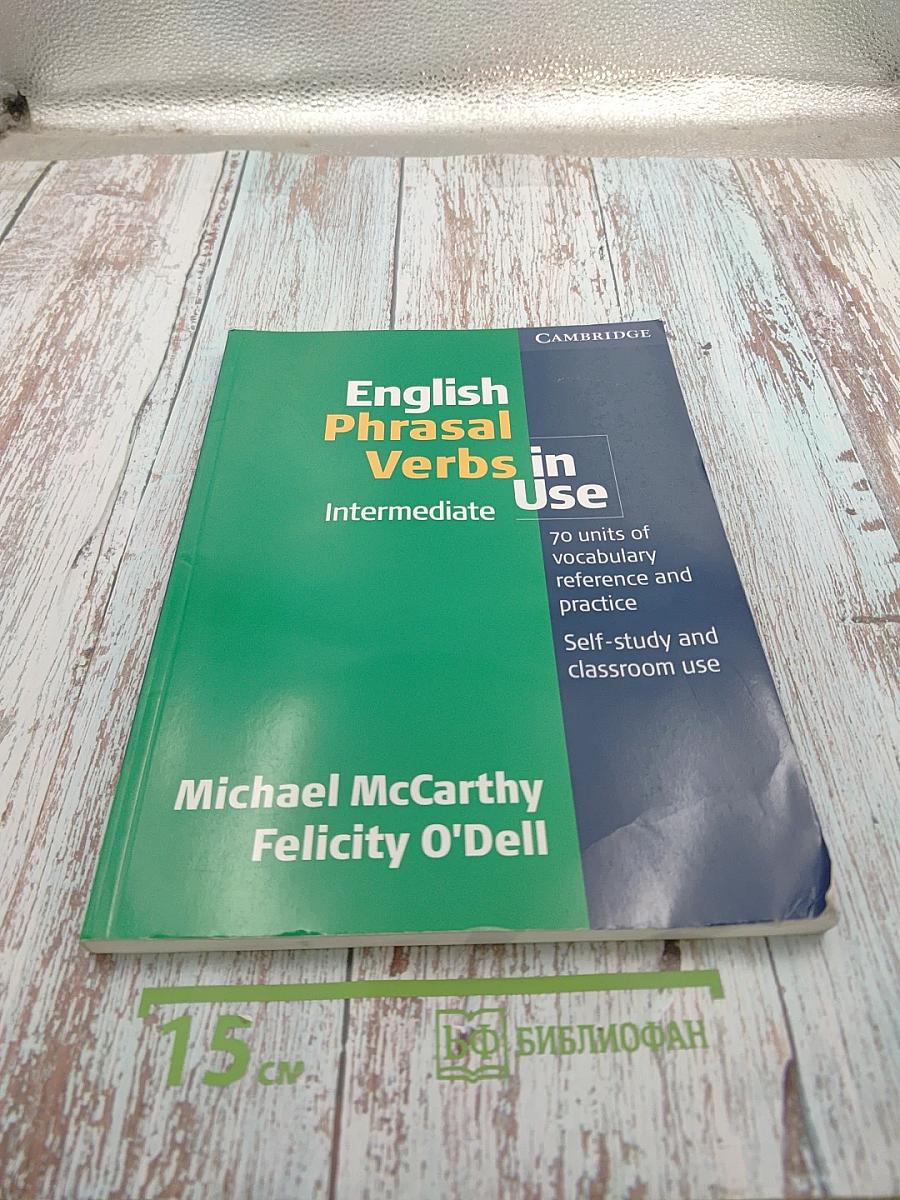 CAMBRIDGE
English
Phrasal
Verbs in
Use
Intermediate
70 units of
vocabulary
reference and
practice
Self-study and
classroom use
Michael McCarthy
Felicity O'Dell
15 см
БФ БИБЛИОФАН